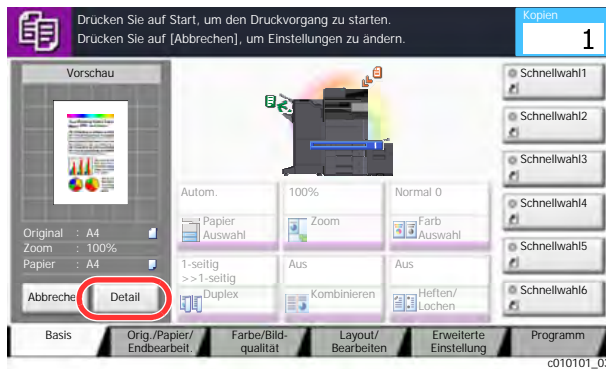 Drücken Sie auf Start, um den Druckvorgang zu starten.
Drücken Sie auf [Abbrechen], um Einstellungen zu ändern.
Kopien
1
Vorschau
Original : A4
Zoom : 100%
Papier : A4
Abbreche
Detail
Autom.
Papier
Auswahl
100%
Zoom
Normal 0
Farb
Auswahl
1-seitig
>>1-seitig
Duplex
Aus
Kombinieren
Aus
Heften/
Lochen
Schnellwahl1
Schnellwahl2
Schnellwahl3
Schnellwahl4
Schnellwahl5
Schnellwahl6
Basis
Orig./Papier/
Endbearbeit.
Farbe/Bild-
qualität
Layout/
Bearbeiten
Erweiterte
Einstellung
Programm